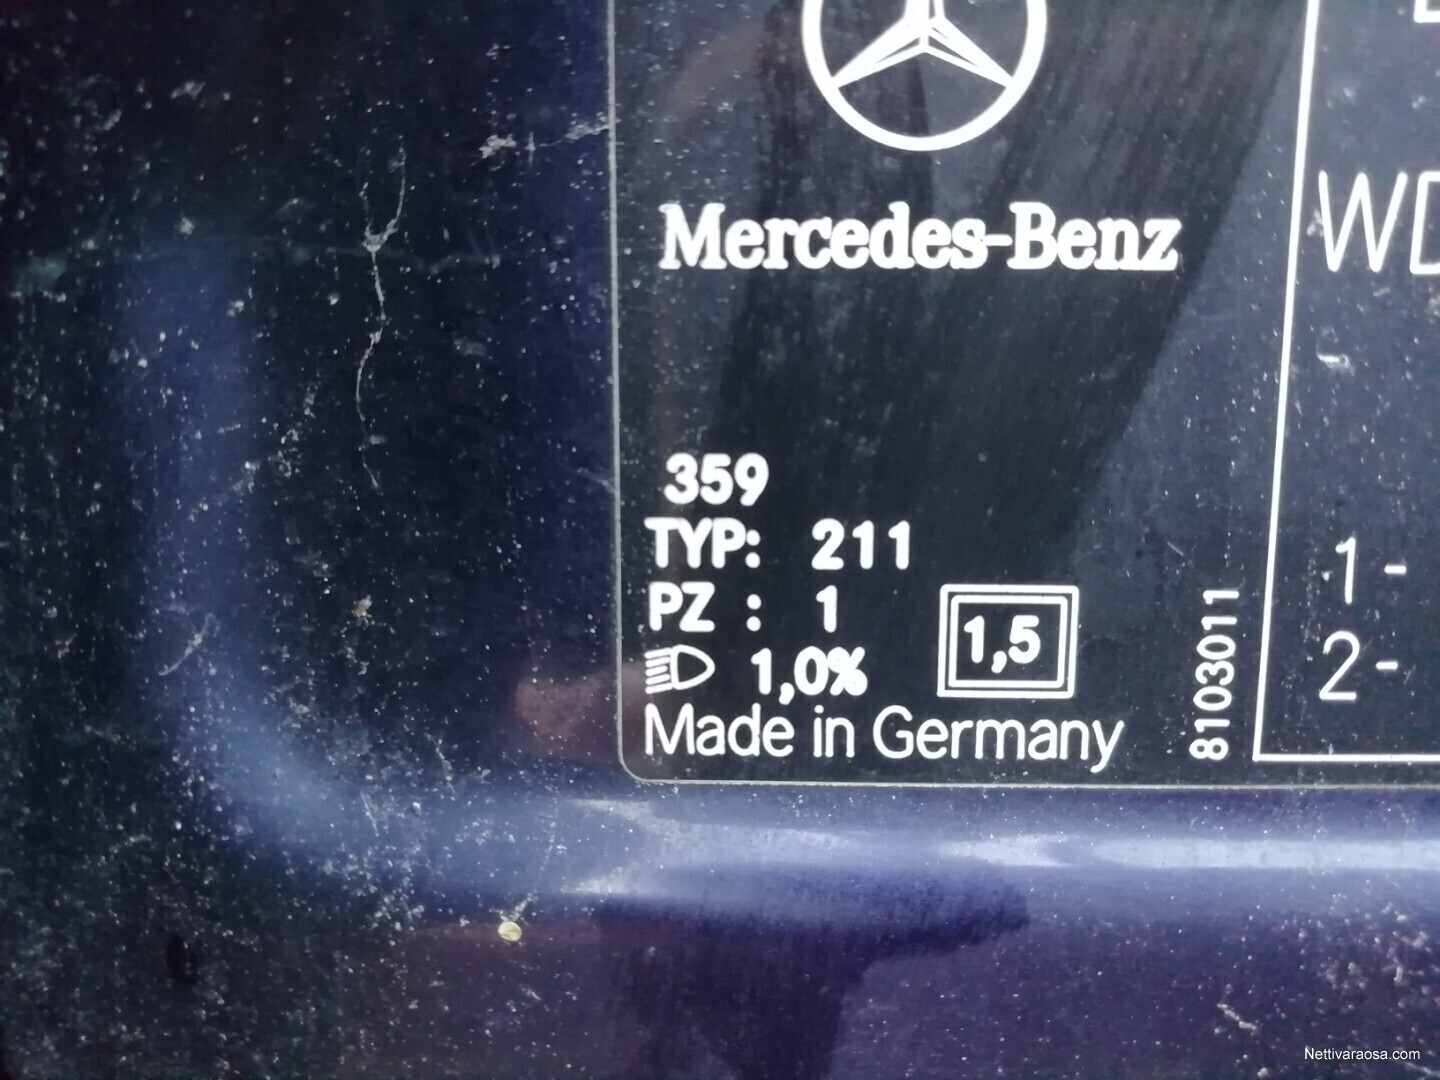 Mercedes-Benz
359
TYP: 211
PZ : 1
1,0%
1,5
Made in Germany
8103011
WD
1-
2-
Nettivaraosa.com